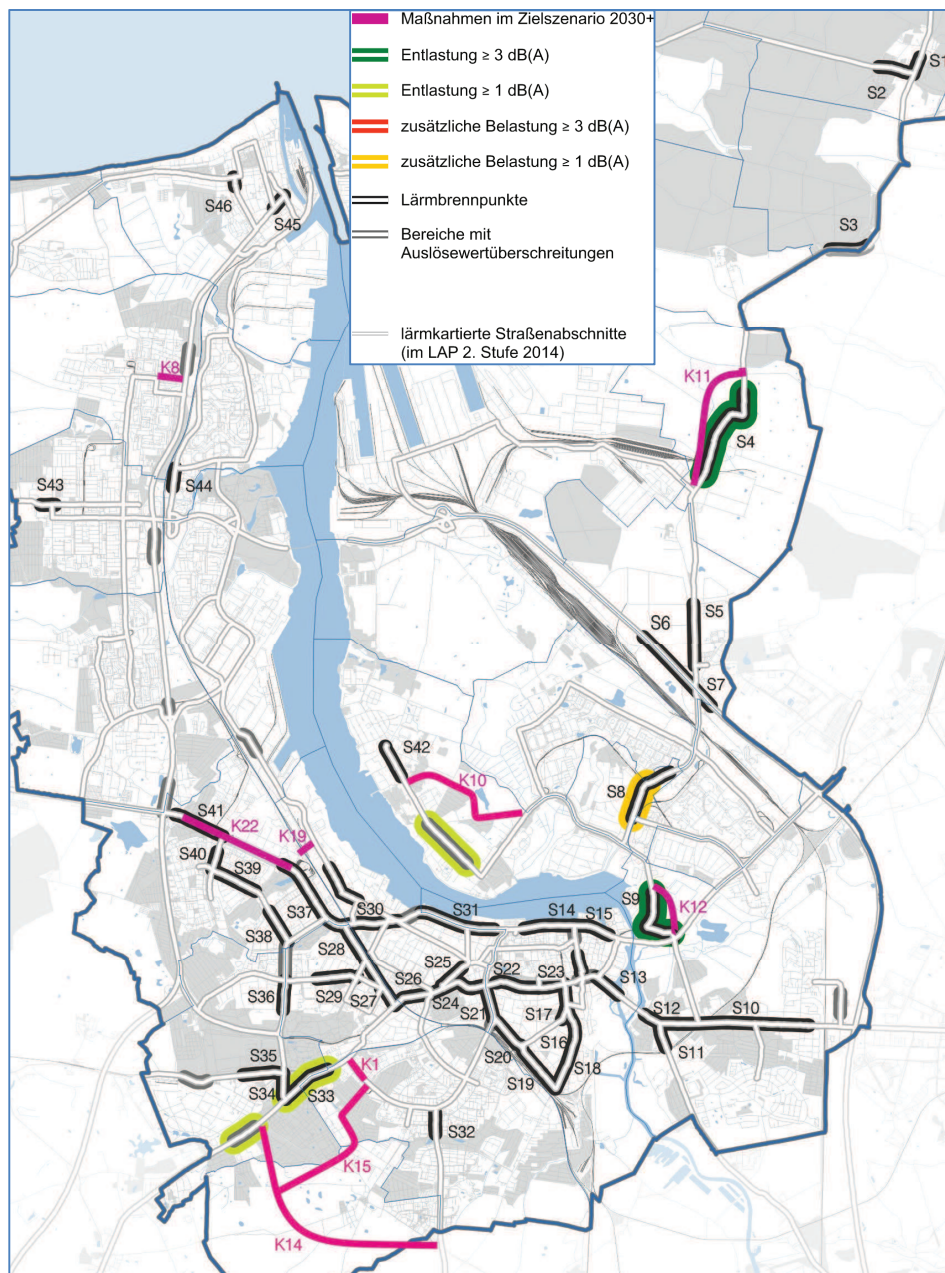 Maßnahmen im Zielszenario 2030+
Entlastung ≥ 3 dB(A)
Entlastung ≥ 1 dB(A)
zusätzliche Belastung ≥ 3 dB(A)
zusätzliche Belastung ≥ 1 dB(A)
Lärmbrennpunkte
Bereiche mit
Auslösewertüberschreitungen
lärmkartierte Straßenabschnitte
(im LAP 2. Stufe 2014)
S1
S2
S46
S45
S3
K8
K11
S4
S43
S44
S5
S6
S7
S42
K10
S8
S41
K22
K19
S40
S39
S9
K12
S37
S30
S31
S14
S15
S38
S28
S25
S22
S23
S13
S36
S29
S27
S26
S24
S21
S17
S12
S10
S20
S16
S11
S35
K1
S19
S18
S34
S33
S32
K15
K14